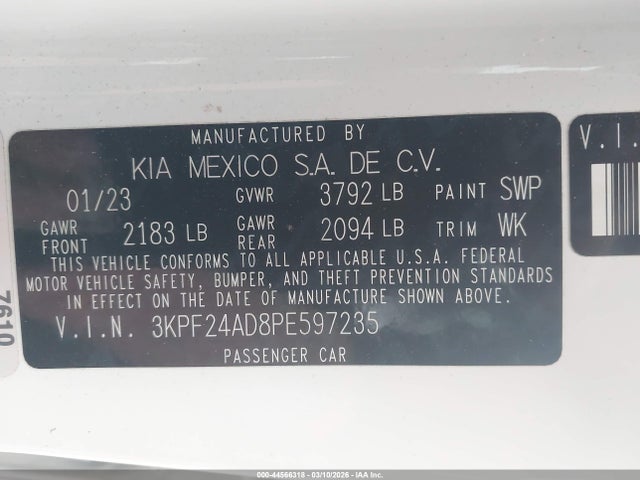 MANUFACTURED BY
KIA MEXICO S.A. DE C.V.
01/23 GVWR 3792 LB PAINT SWP
GAWR FRONT 2183 LB GAWR REAR 2094 LB TRIM WK
THIS VEHICLE CONFORMS TO ALL APPLICABLE U.S.A. FEDERAL
MOTOR VEHICLE SAFETY, BUMPER, AND THEFT PREVENTION STANDARDS
IN EFFECT ON THE DATE OF MANUFACTURE SHOWN ABOVE.
V.I.N. 3KPF24AD8PE597235
PASSENGER CAR
V.I.
7610
000-44566318 - 03/10/2026 - IAA Inc.